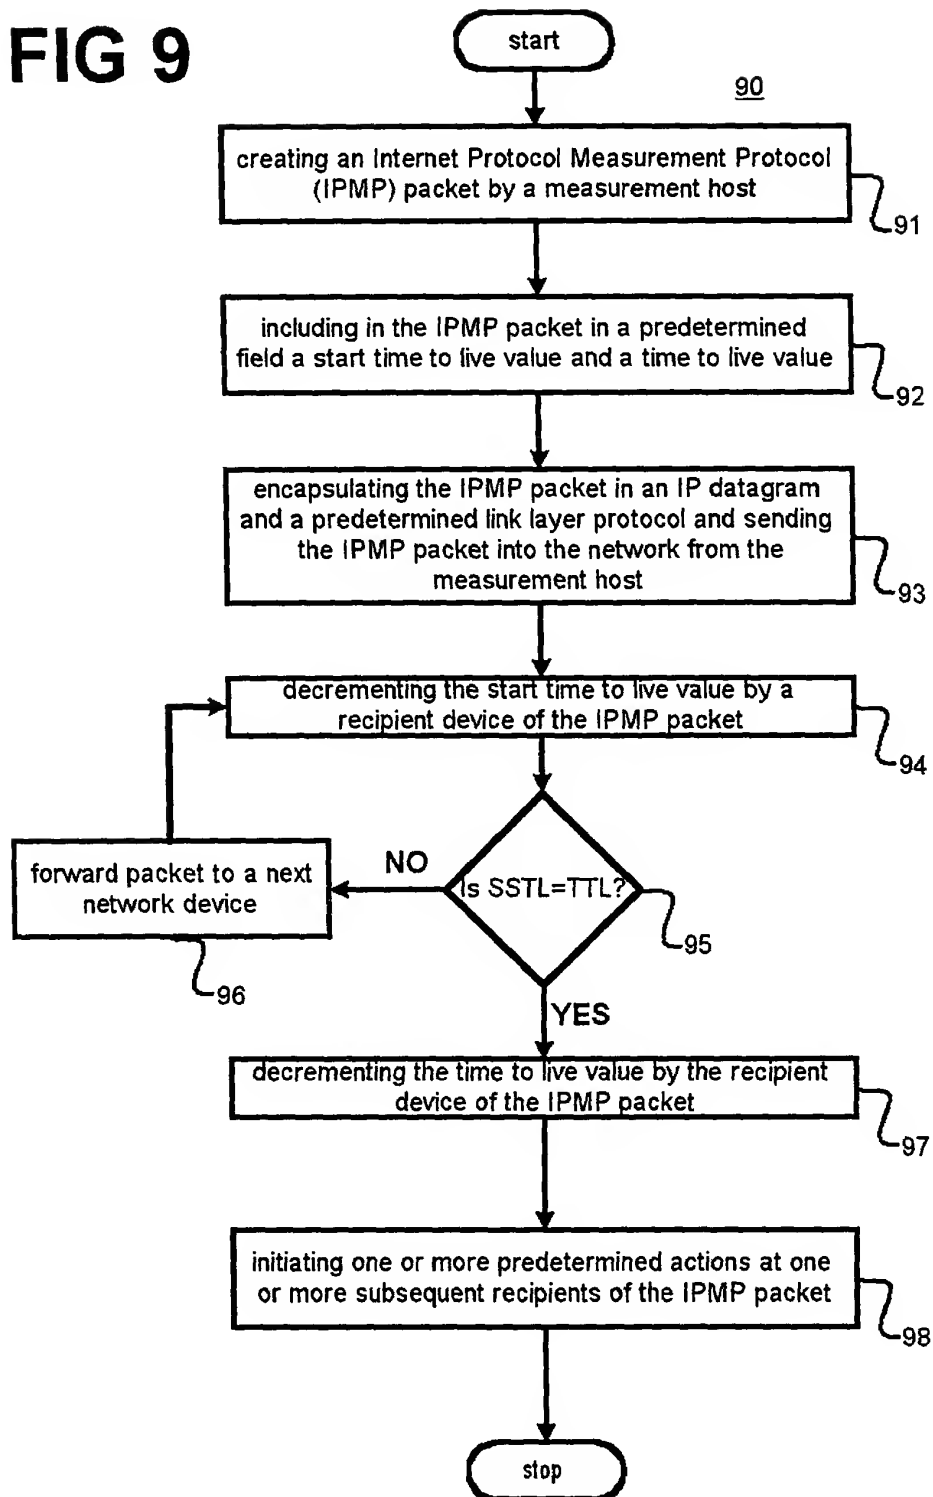 FIG 9
start
90
creating an Internet Protocol Measurement Protocol
(IPMP) packet by a measurement host
91
including in the IPMP packet in a predetermined
field a start time to live value and a time to live value
92
encapsulating the IPMP packet in an IP datagram
and a predetermined link layer protocol and sending
the IPMP packet into the network from the
measurement host
93
decrementing the start time to live value by a
recipient device of the IPMP packet
94
Is SSTL=TTL?
95
NO
forward packet to a next
network device
96
YES
decrementing the time to live value by the recipient
device of the IPMP packet
97
initiating one or more predetermined actions at one
or more subsequent recipients of the IPMP packet
98
stop